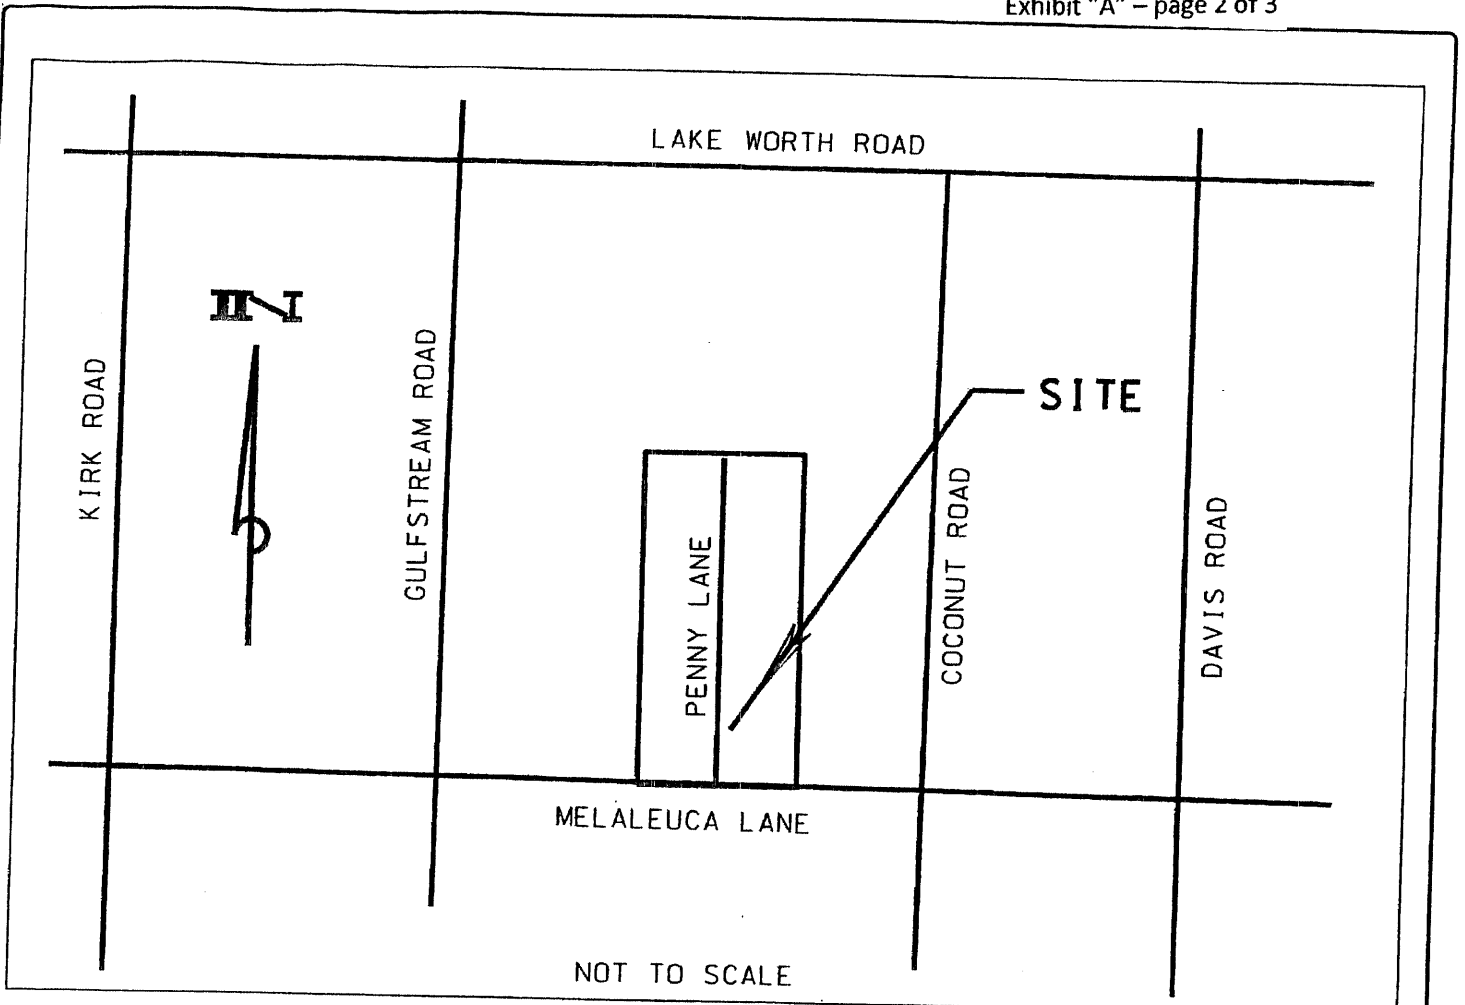 Exhibit "A" – page 2 of 3
LAKE WORTH ROAD
KIRK ROAD
GULFSTREAM ROAD
SITE
PENNY LANE
COCONUT ROAD
DAVIS ROAD
MELALEUCA LANE
NOT TO SCALE